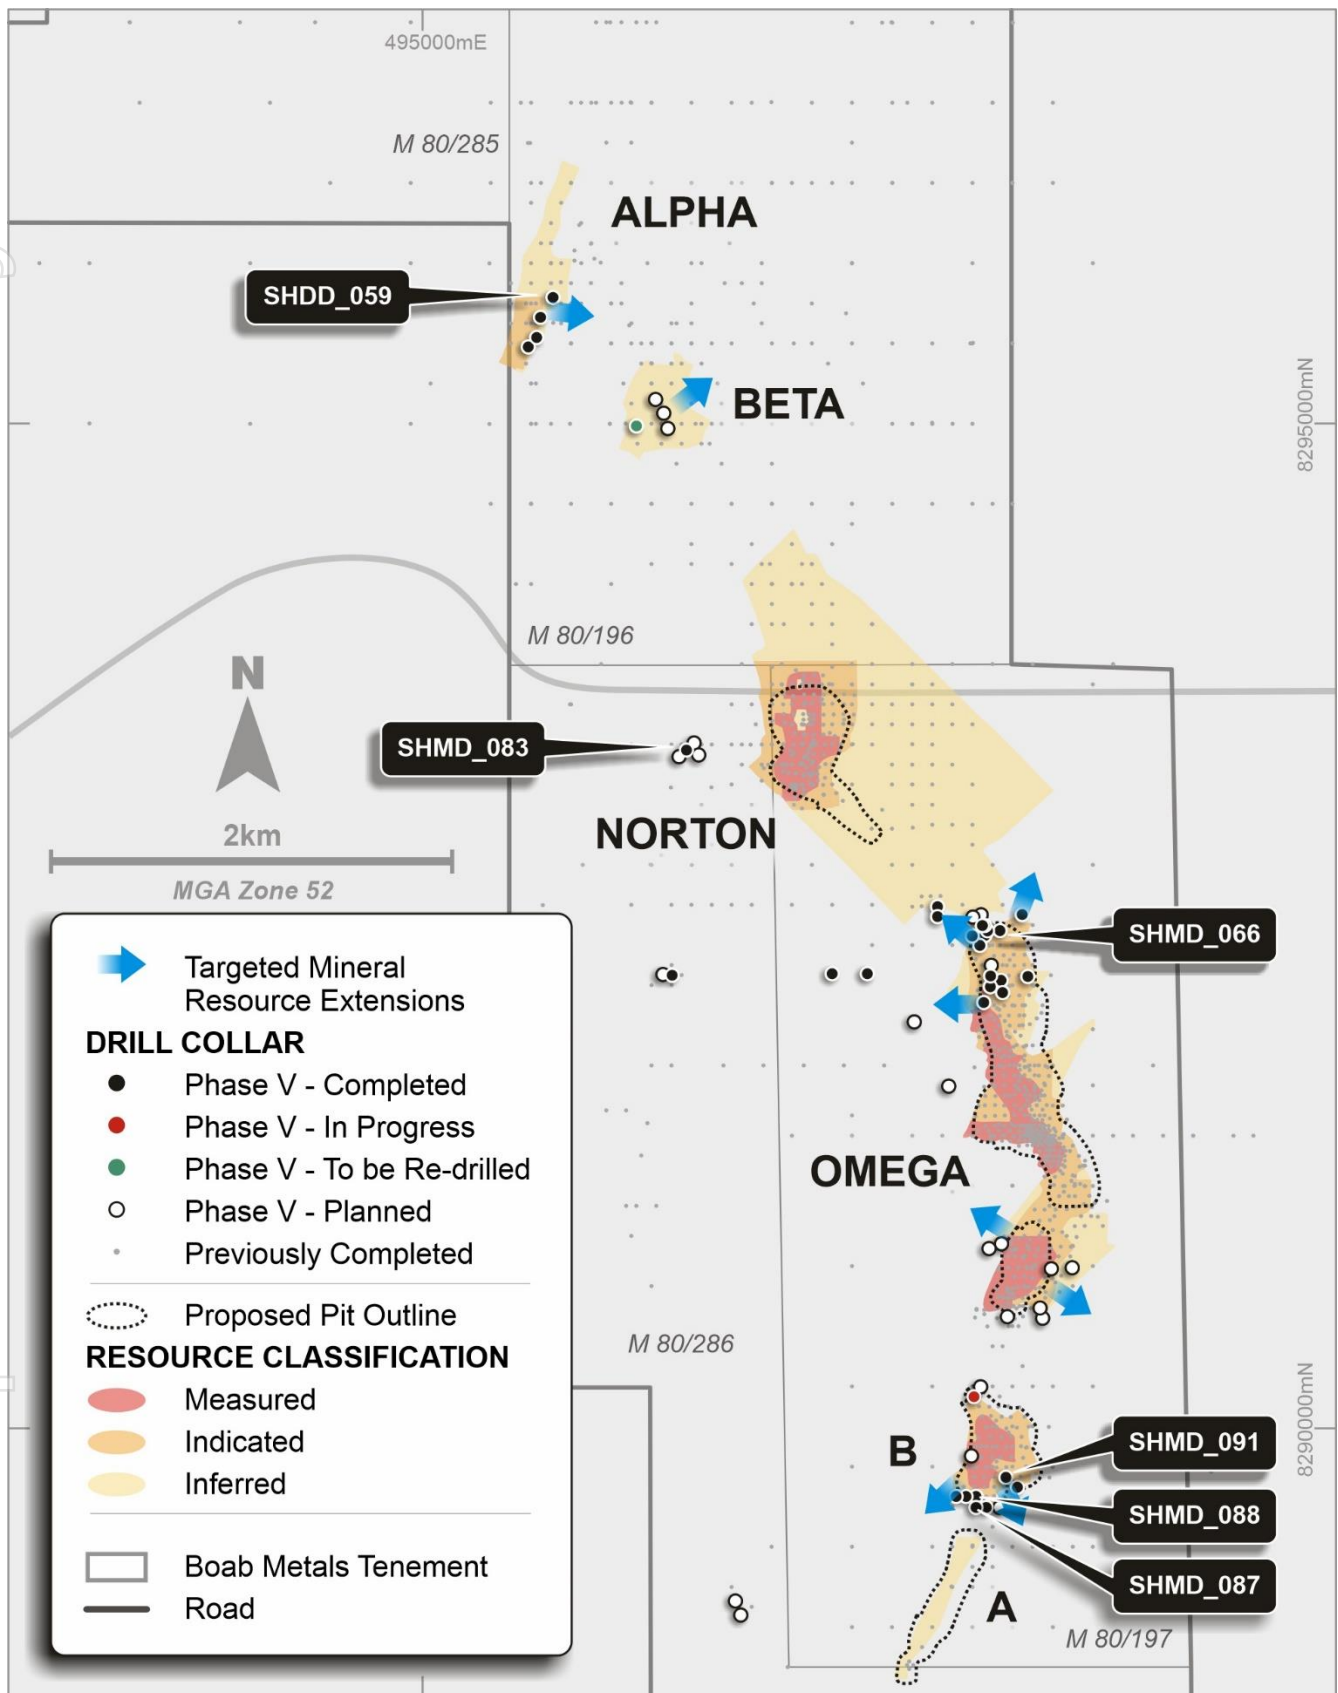 495000mE
M 80/285
ALPHA
SHDD_059
BETA
8295000mN
M 80/196
N
SHMD_083
NORTON
2km
MGA Zone 52
SHMD_066
Targeted Mineral
Resource Extensions
DRILL COLLAR
Phase V - Completed
Phase V - In Progress
Phase V - To be Re-drilled
Phase V - Planned
Previously Completed
Proposed Pit Outline
RESOURCE CLASSIFICATION
Measured
Indicated
Inferred
Boab Metals Tenement
Road
OMEGA
M 80/286
8290000mN
B
SHMD_091
SHMD_088
SHMD_087
A
M 80/197